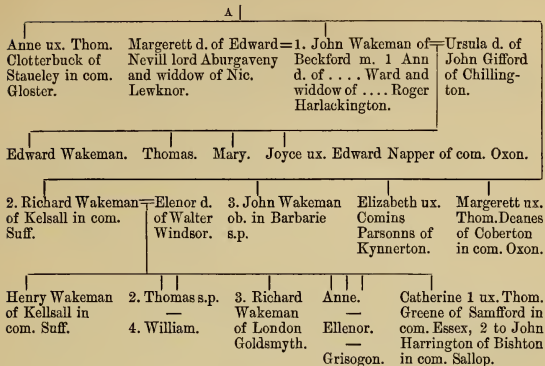 A
Anne ux. Thom.
Clotterbuck of
Staueley in com.
Gloster.
Margerett d. of Edward
Nevill lord Aburgaveny
and widdow of Nic.
Lewknor.
=1. John Wakeman of
Beckford m. 1 Ann
d. of .... Ward and
widow of .... Roger
Harlackington.
=Ursula d. of
John Gifford
of Chilling-
ton.
Edward Wakeman. Thomas. Mary. Joyce ux. Edward Napper of com. Oxon.
2. Richard Wakeman=
of Kelsall in com.
Suff.
Elenor d.
of Walter
Windsor.
3. John Wakeman
ob. in Barbarie
s.p.
Elizabeth ux.
Comins
Parsonns of
Kynnerton.
Margerett ux.
Thom. Deanes
of Coberton
in com. Oxon.
Henry Wakeman
of Kellsall in
com. Suff.
2. Thomas s.p.
—
4. William.
3. Richard
Wakeman
of London
Goldsmyth.
Anne.
—
Ellenor.
—
Grisogon.
Catherine 1 ux. Thom.
Greene of Samfford in
com. Essex, 2 to John
Harrington of Bishton
in com. Sallop.